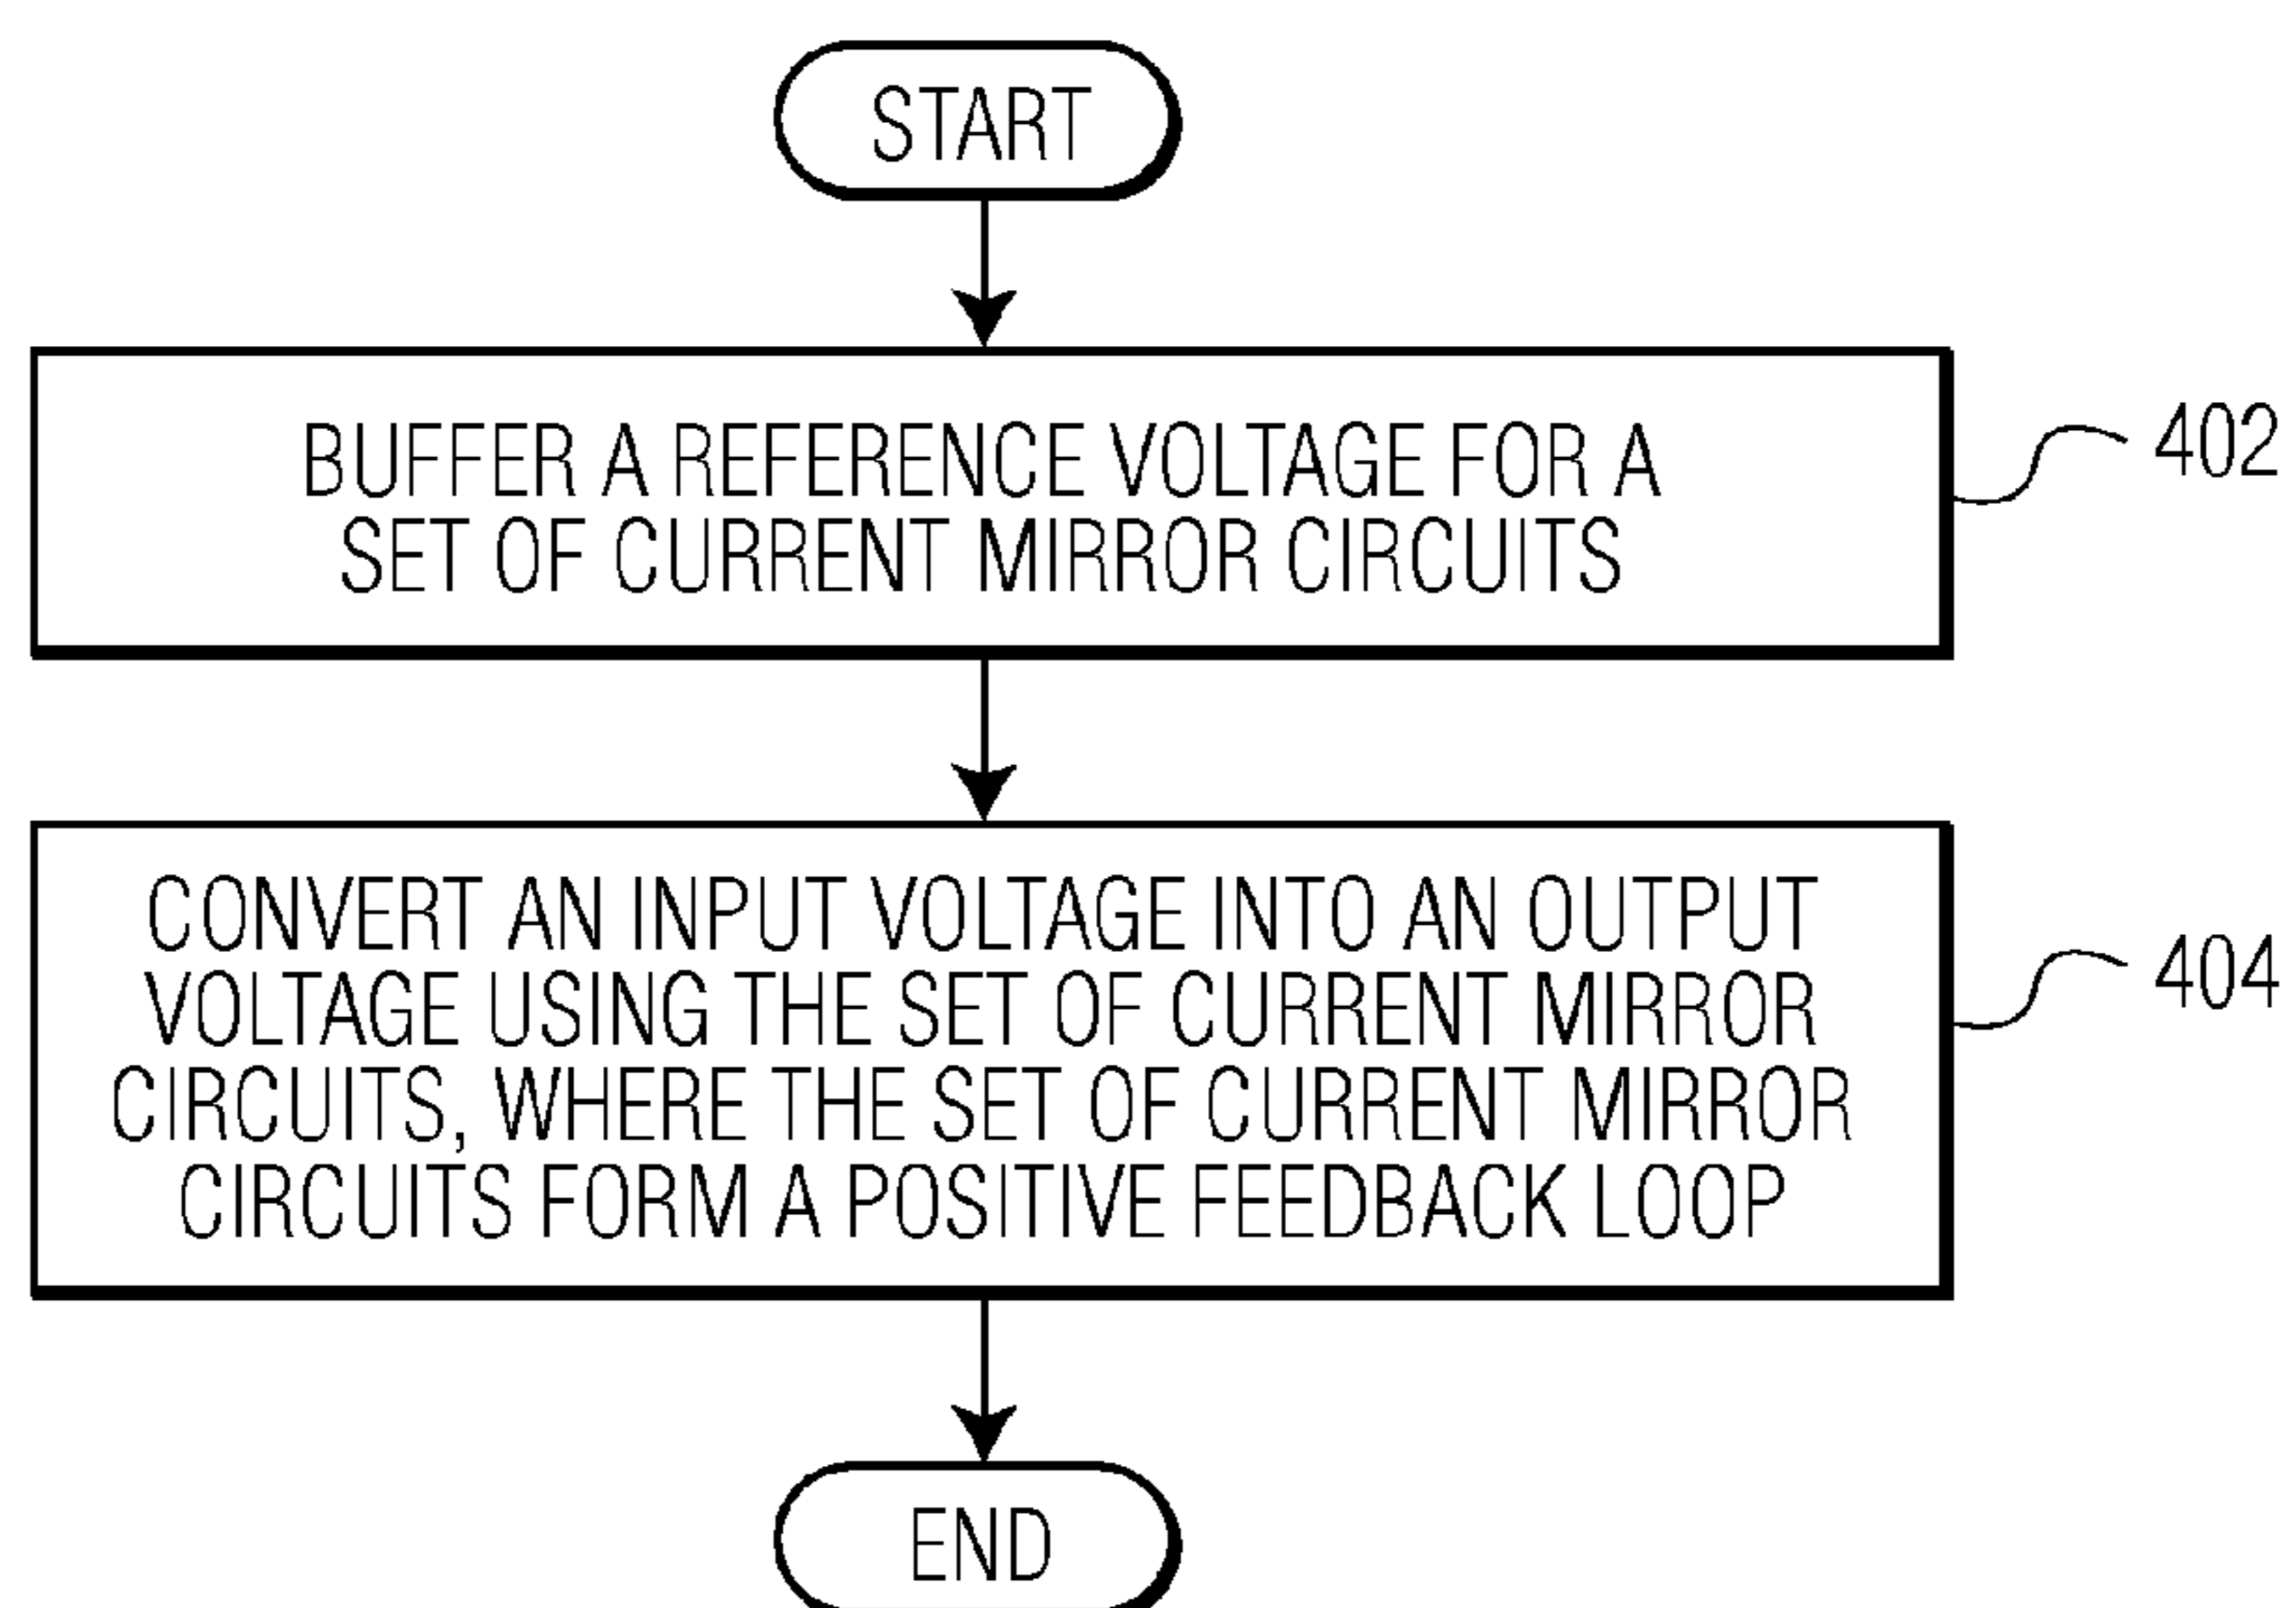 START
BUFFER A REFERENCE VOLTAGE FOR A
SET OF CURRENT MIRROR CIRCUITS
402
CONVERT AN INPUT VOLTAGE INTO AN OUTPUT
VOLTAGE USING THE SET OF CURRENT MIRROR
CIRCUITS, WHERE THE SET OF CURRENT MIRROR
CIRCUITS FORM A POSITIVE FEEDBACK LOOP
404
END